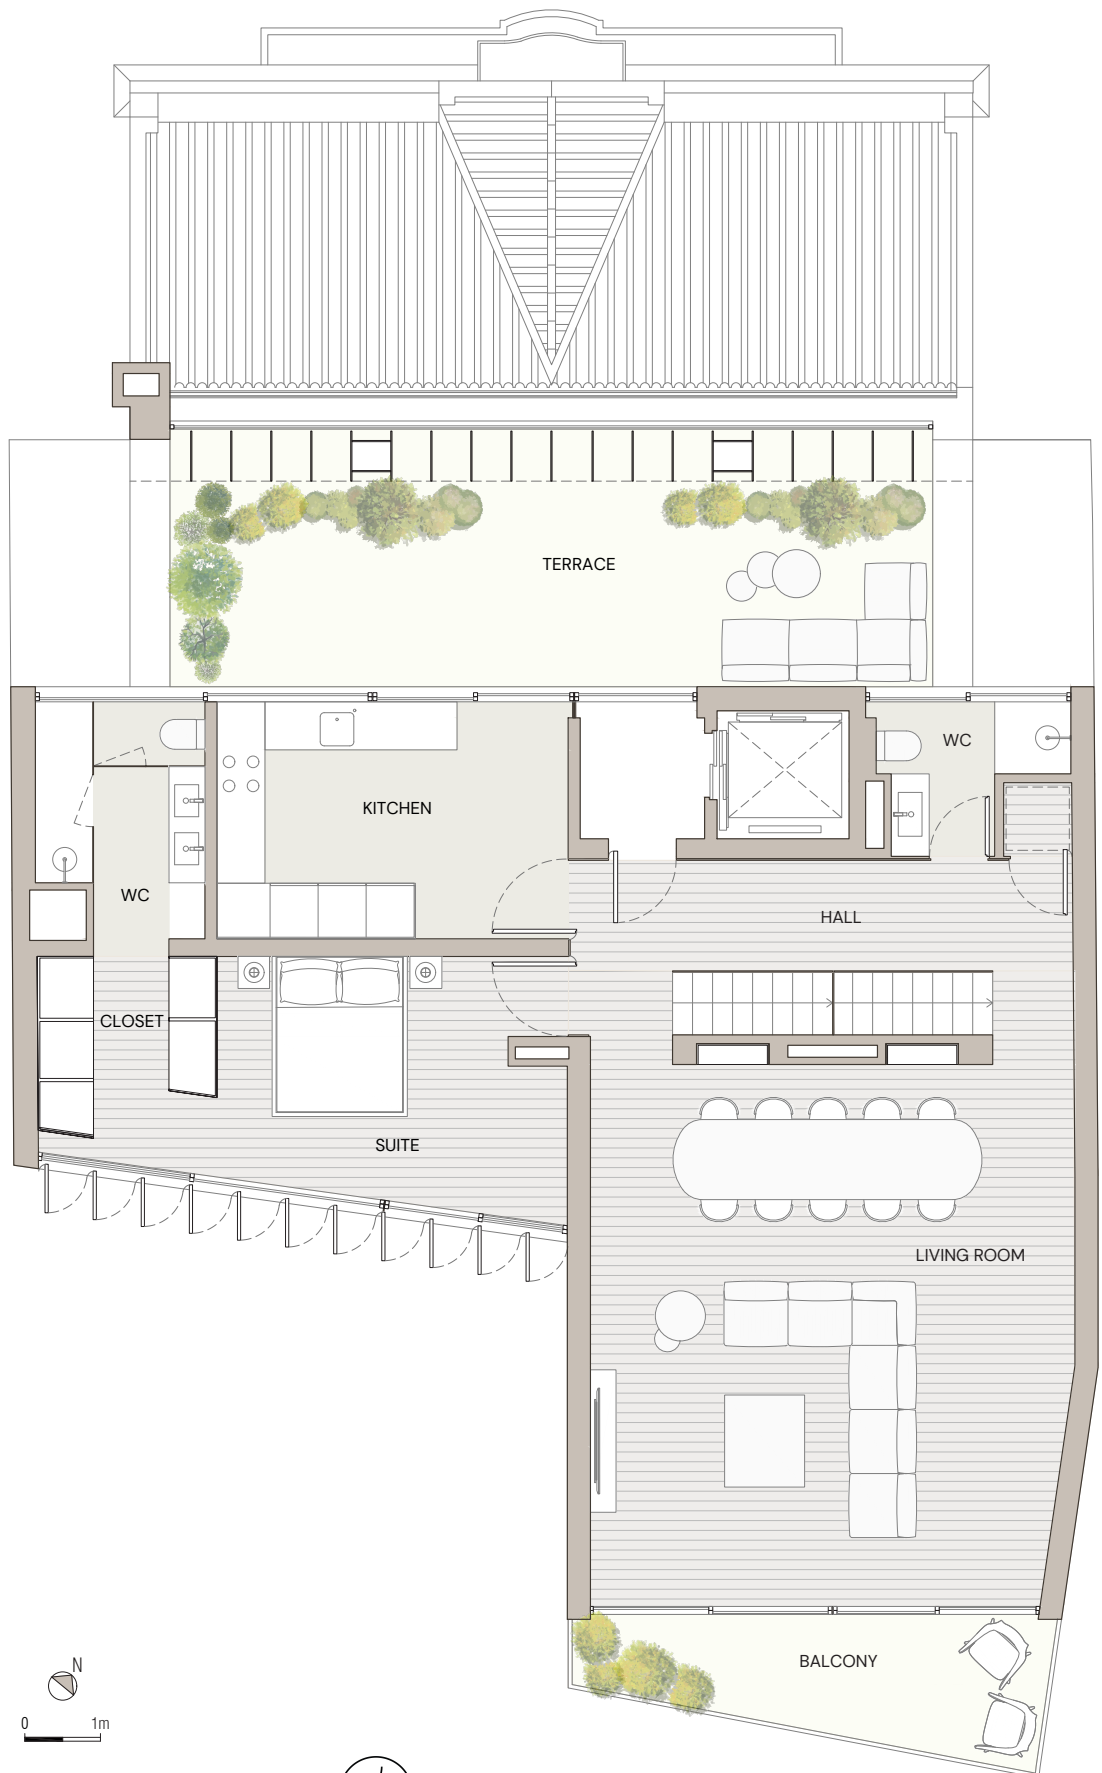 TERRACE
WC
KITCHEN
WC
HALL
CLOSET
SUITE
LIVING ROOM
BALCONY
N
0 1m